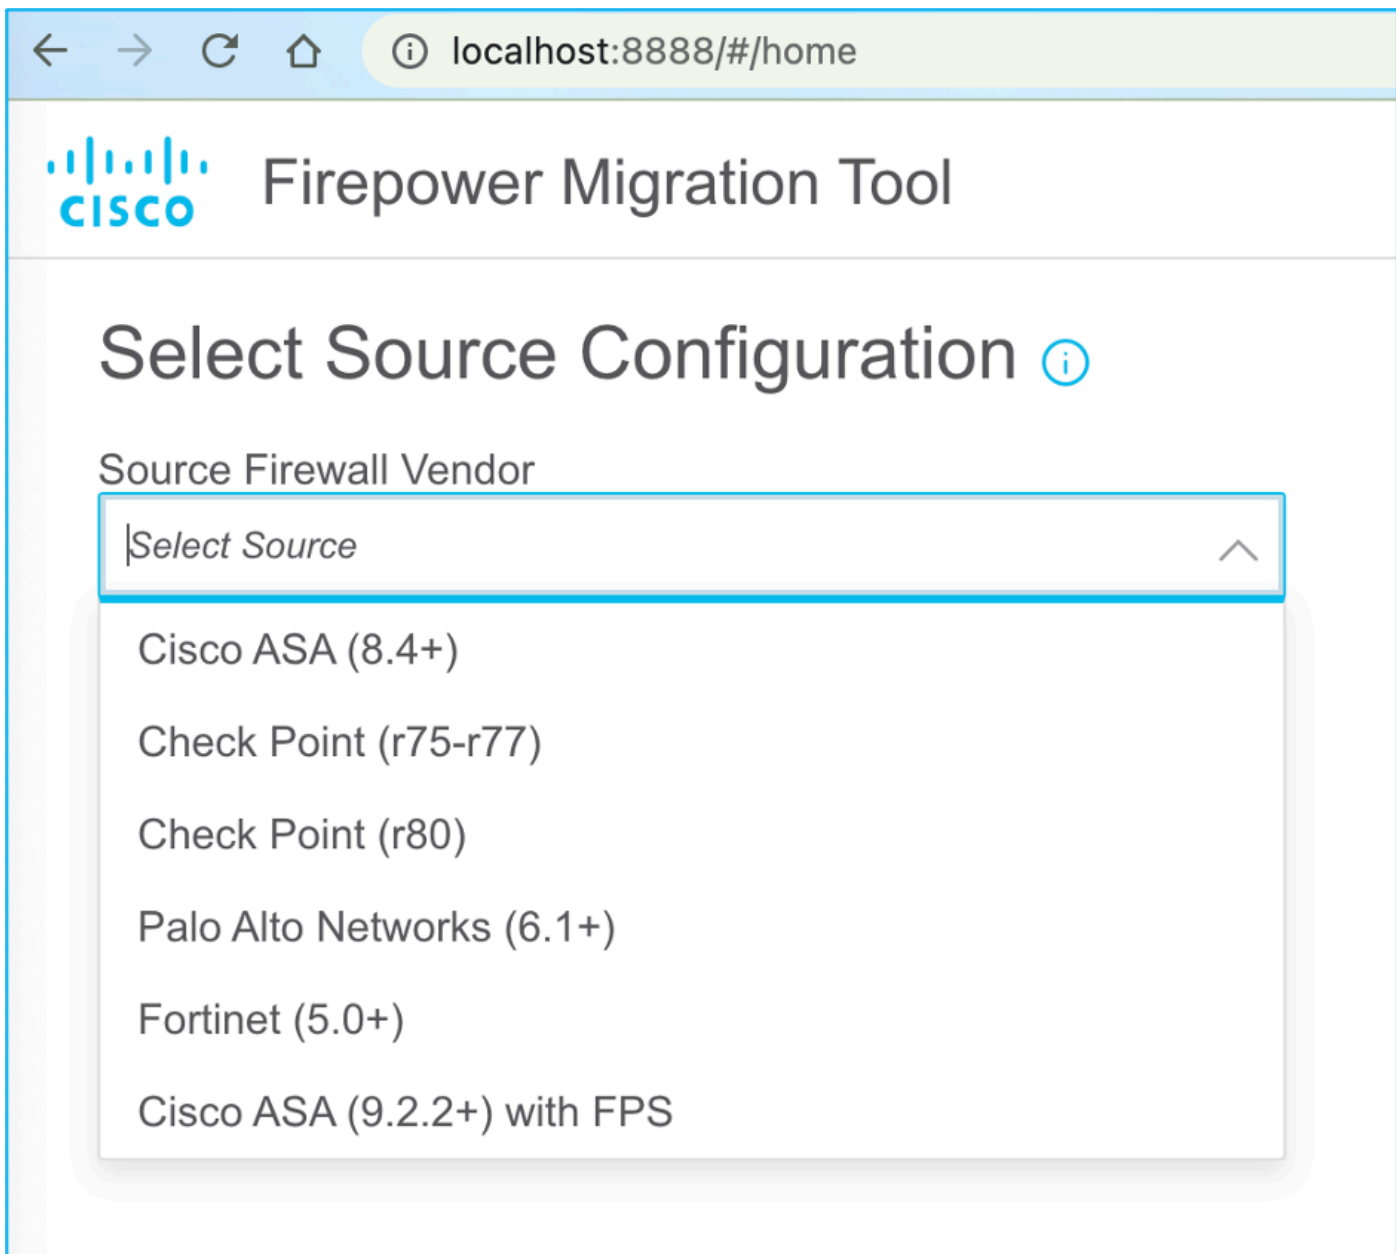 localhost:8888/#/home
CISCO
Firepower Migration Tool
Select Source Configuration
Source Firewall Vendor
Select Source
Cisco ASA (8.4+)
Check Point (r75-r77)
Check Point (r80)
Palo Alto Networks (6.1+)
Fortinet (5.0+)
Cisco ASA (9.2.2+) with FPS